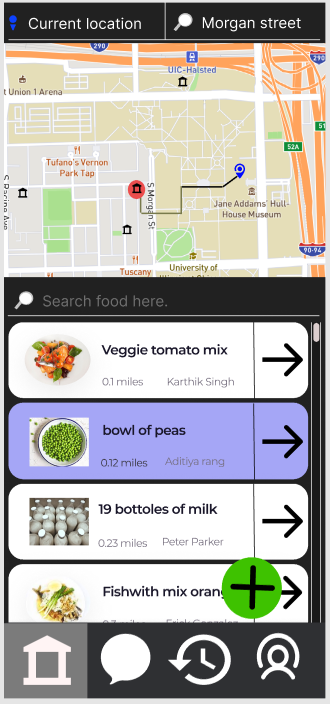 Current location
Morgan street
290
290
UIC-Halsted
t Union 1 Arena
90
52A
51
Tufano's Vernon
Park Tap
S Morgan St
Jane Addams' Hull-
House Museum
90-94
Tuscany
University of
Search food here.
Veggie tomato mix
0.1 miles
Karthik Singh
bowl of peas
0.12 miles
Aditiya rang
19 bottoles of milk
0.23 miles
Peter Parker
Fishwith mix orang